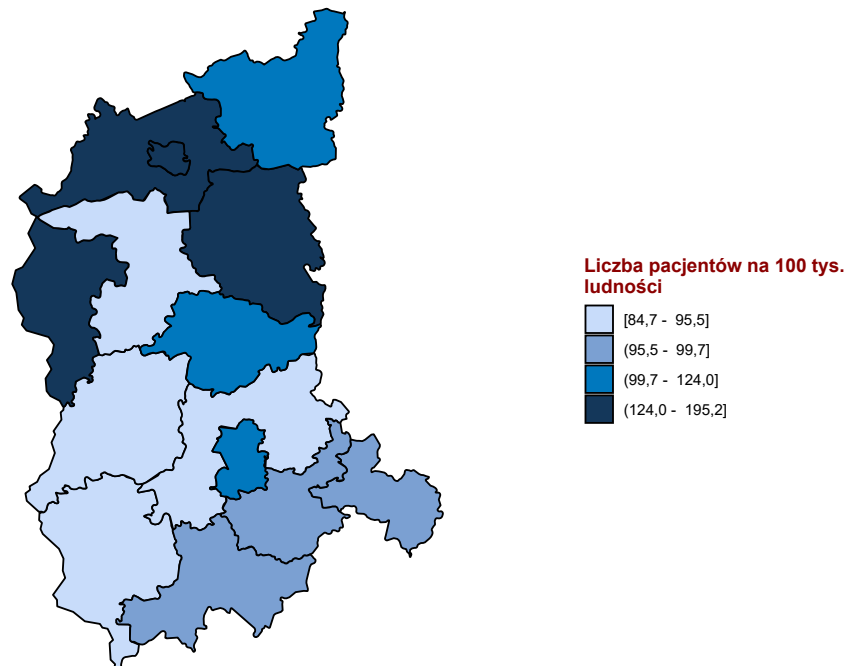 Liczba pacjentów na 100 tys.
ludności
[84,7 - 95,5]
(95,5 - 99,7]
(99,7 - 124,0]
(124,0 - 195,2]